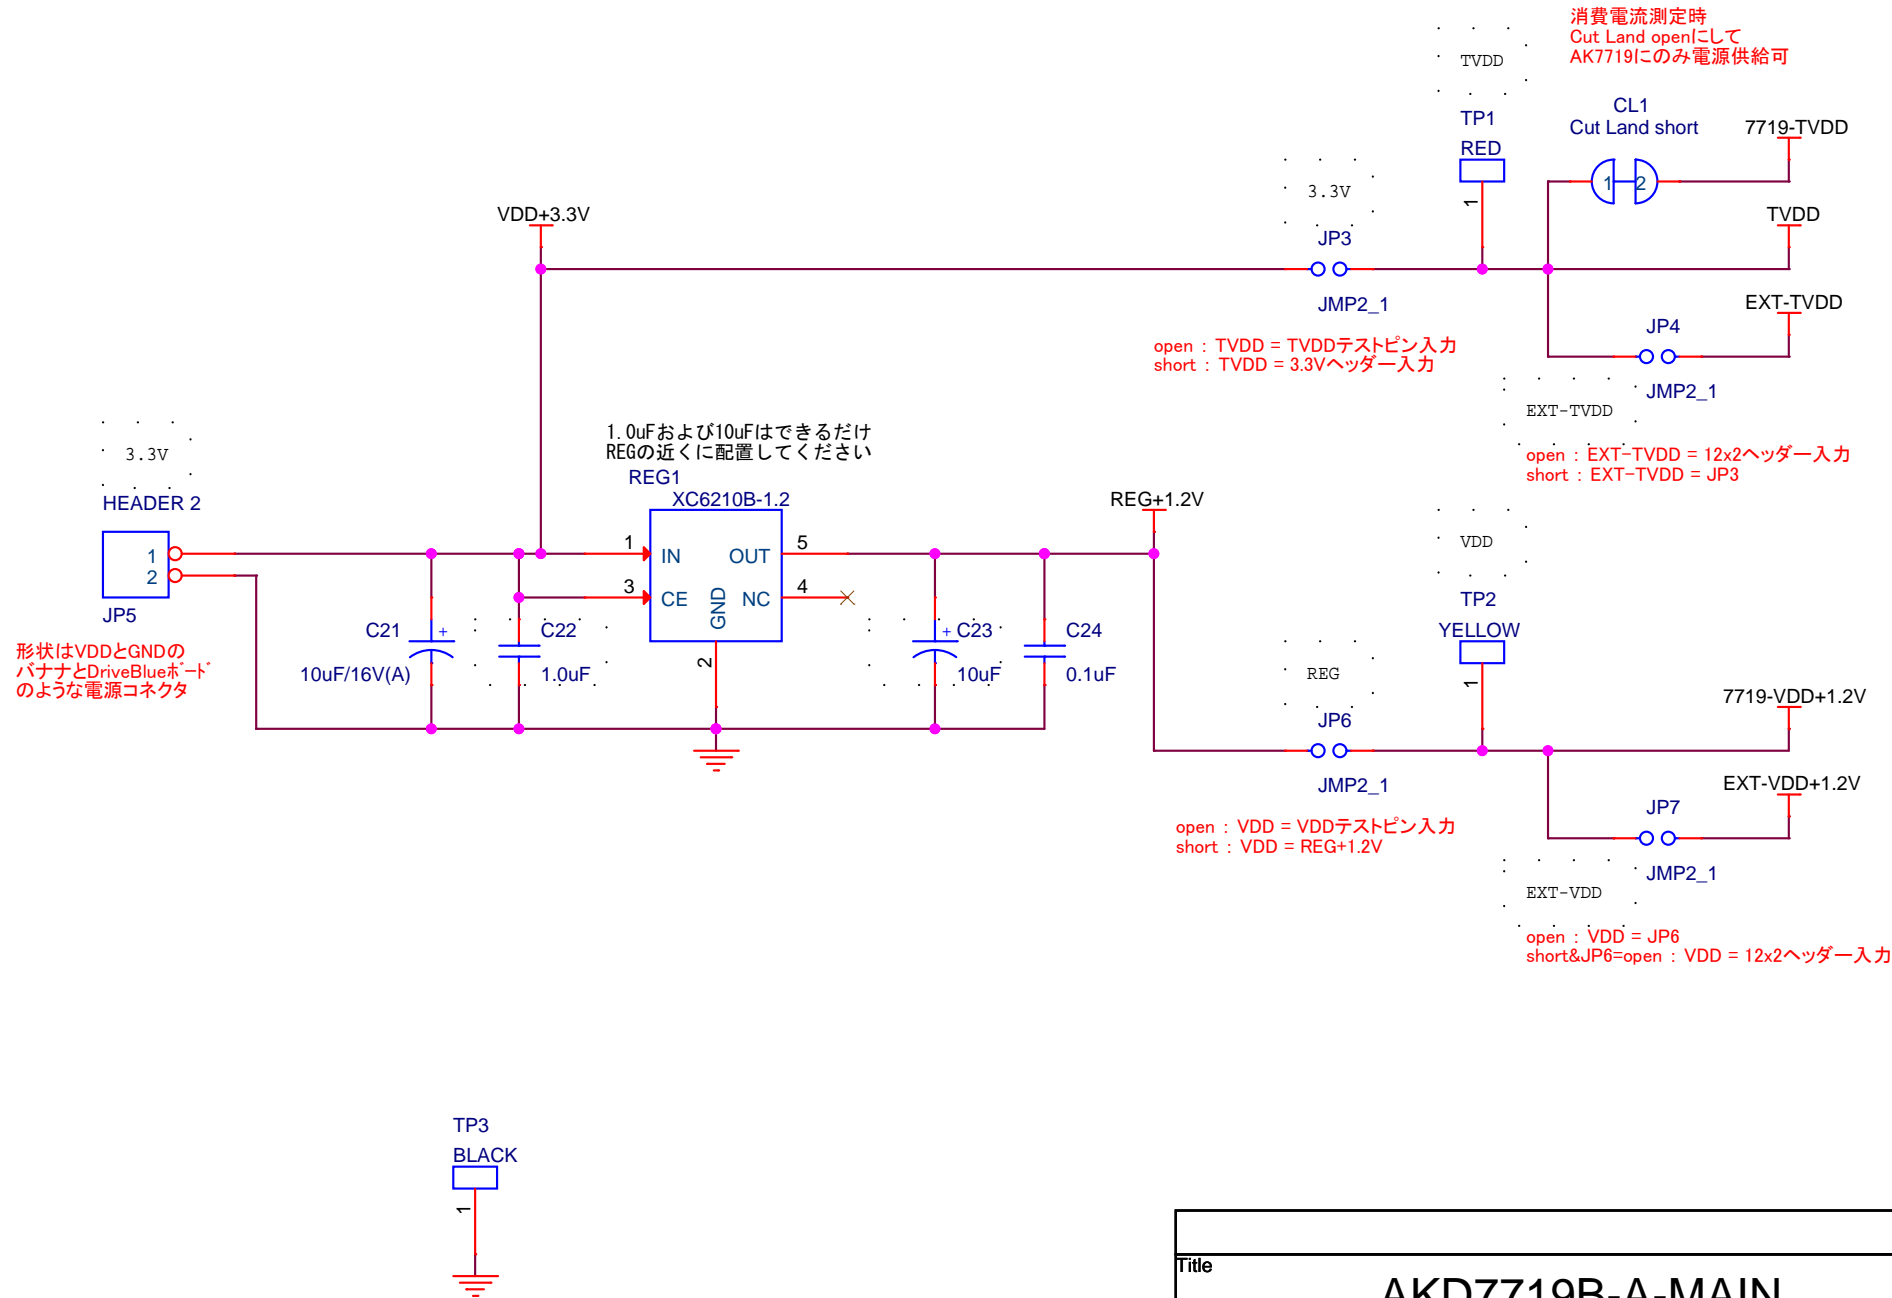 消費電流測定時
Cut Land openにして
AK7719にのみ電源供給可
TVDD
TP1
RED
1
CL1
Cut Land short
1 2
7719-TVDD
TVDD
3.3V
JP3
JMP2_1
open : TVDD = TVDDテストピン入力
short : TVDD = 3.3Vヘッダー入力
EXT-TVDD
JP4
JMP2_1
EXT-TVDD
open : EXT-TVDD = 12x2ヘッダー入力
short : EXT-TVDD = JP3
VDD+3.3V
3.3V
HEADER 2
1
2
JP5
形状はVDDとGNDの
バナナとDriveBlueボード
のような電源コネクタ
1.0uFおよび10uFはできるだけ
REGの近くに配置してください
REG1
XC6210B-1.2
1 IN OUT 5
3 CE GND NC 4
2
C21
+
10uF/16V(A)
C22
1.0uF
+
C23
10uF
C24
0.1uF
REG+1.2V
VDD
TP2
YELLOW
1
REG
JP6
JMP2_1
open : VDD = VDDテストピン入力
short : VDD = REG+1.2V
7719-VDD+1.2V
EXT-VDD+1.2V
JP7
JMP2_1
EXT-VDD
open : VDD = JP6
short&JP6=open : VDD = 12x2ヘッダー入力
TP3
BLACK
1
Title
AKD7719B-A-MAIN